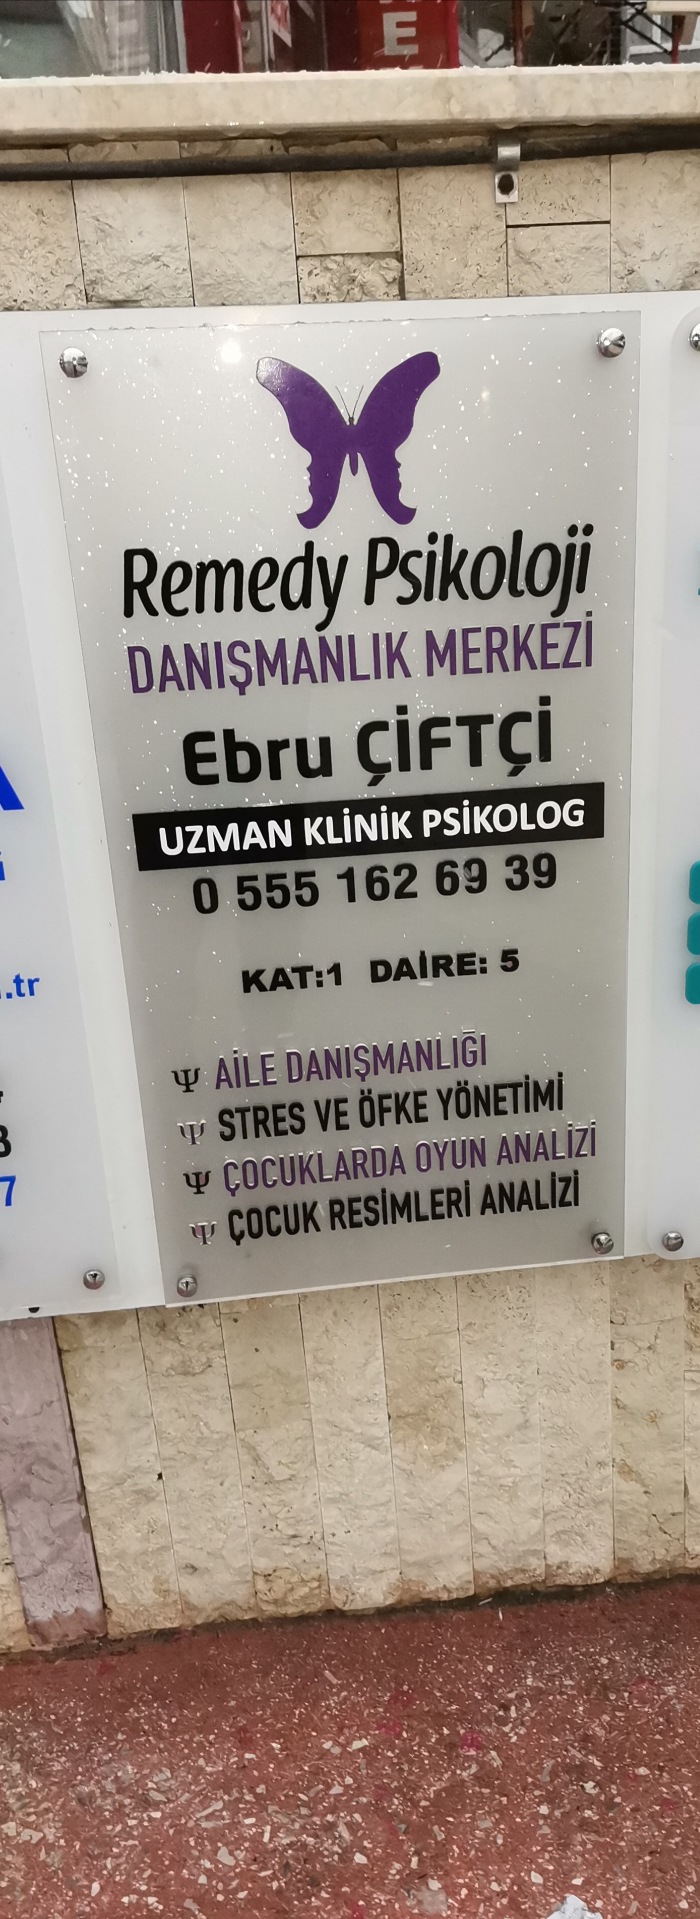 E
Remedy Psikoloji
DANIŞMANLIK MERKEZİ
Ebru ÇİFTÇİ
UZMAN KLİNİK PSİKOLOG
0 555 162 69 39
KAT:1 DAİRE: 5
Ψ AİLE DANIŞMANLIĞI
Ψ STRES VE ÖFKE YÖNETİMİ
Ψ ÇOCUKLARDA OYUN ANALİZİ
Ψ ÇOCUK RESİMLERİ ANALİZİ
.tr
7